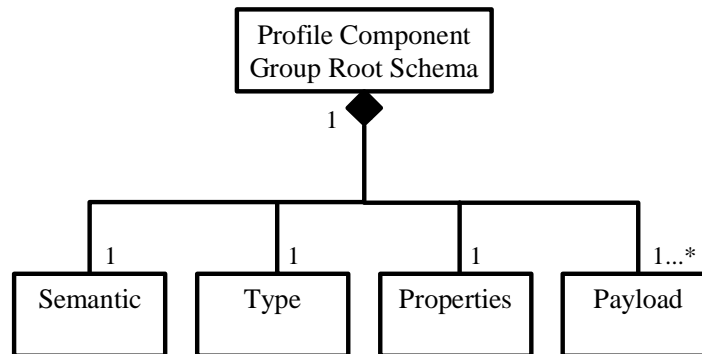 Profile Component
Group Root Schema
1
1
1
1
1...*
Semantic
Type
Properties
Payload